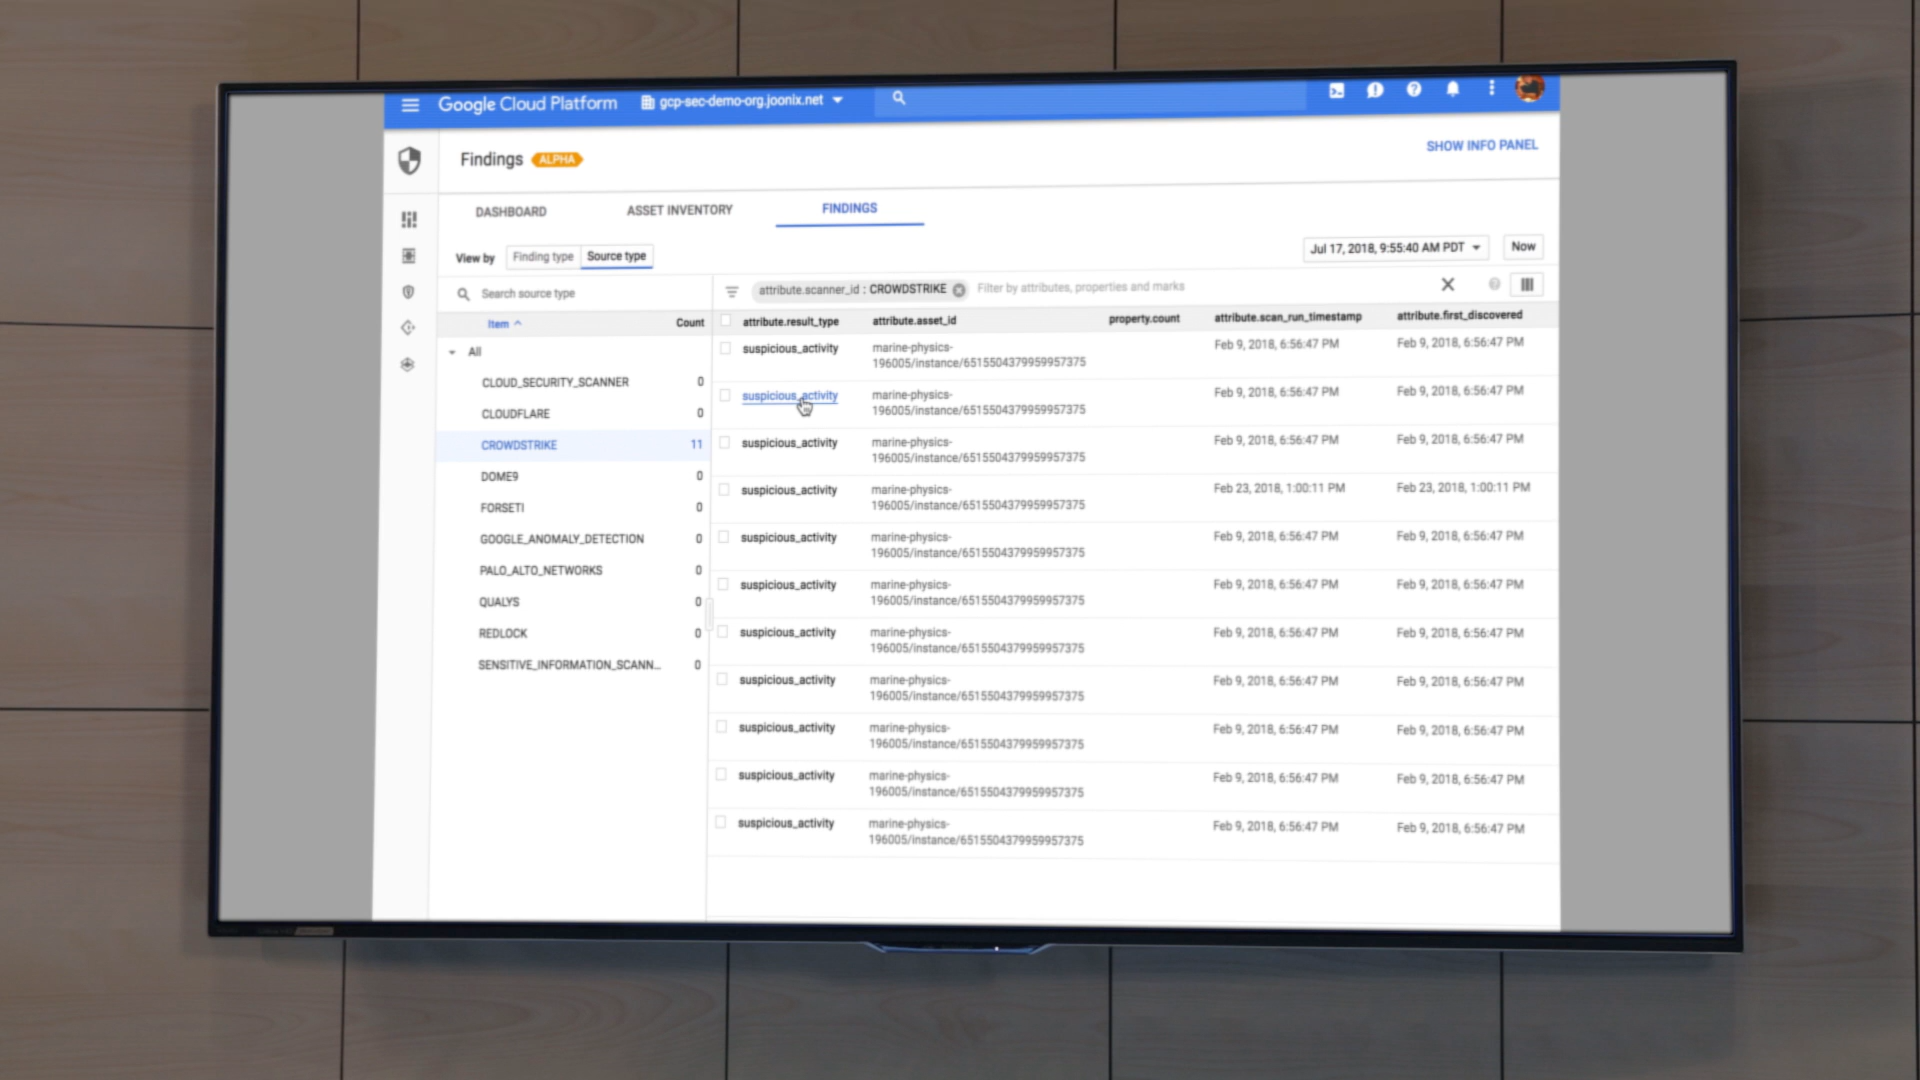 Google Cloud Platform
gcp-sec-demo-org.joonix.net
Findings ALPHA
SHOW INFO PANEL
DASHBOARD ASSET INVENTORY FINDINGS
View by Finding type Source type
Jul 17, 2018, 9:55:40 AM PDT Now
Search source type
attribute.scanner_id : CROWDSTRIKE Filter by attributes, properties and marks
Item Count
All
CLOUD_SECURITY_SCANNER 0
CLOUDFLARE 0
CROWDSTRIKE 11
DOME9 0
FORSETI 0
GOOGLE_ANOMALY_DETECTION 0
PALO_ALTO_NETWORKS 0
QUALYS 0
REDLOCK 0
SENSITIVE_INFORMATION_SCANN... 0
attribute.result_type attribute.asset_id property.count attribute.scan_run_timestamp attribute.first_discovered
suspicious_activity marine-physics- Feb 9, 2018, 6:56:47 PM Feb 9, 2018, 6:56:47 PM
196005/instance/6515504379959957375
suspicious_activity marine-physics- Feb 9, 2018, 6:56:47 PM Feb 9, 2018, 6:56:47 PM
196005/instance/6515504379959957375
suspicious_activity marine-physics- Feb 9, 2018, 6:56:47 PM Feb 9, 2018, 6:56:47 PM
196005/instance/6515504379959957375
suspicious_activity marine-physics- Feb 23, 2018, 1:00:11 PM Feb 23, 2018, 1:00:11 PM
196005/instance/6515504379959957375
suspicious_activity marine-physics- Feb 9, 2018, 6:56:47 PM Feb 9, 2018, 6:56:47 PM
196005/instance/6515504379959957375
suspicious_activity marine-physics- Feb 9, 2018, 6:56:47 PM Feb 9, 2018, 6:56:47 PM
196005/instance/6515504379959957375
suspicious_activity marine-physics- Feb 9, 2018, 6:56:47 PM Feb 9, 2018, 6:56:47 PM
196005/instance/6515504379959957375
suspicious_activity marine-physics- Feb 9, 2018, 6:56:47 PM Feb 9, 2018, 6:56:47 PM
196005/instance/6515504379959957375
suspicious_activity marine-physics- Feb 9, 2018, 6:56:47 PM Feb 9, 2018, 6:56:47 PM
196005/instance/6515504379959957375
suspicious_activity marine-physics- Feb 9, 2018, 6:56:47 PM Feb 9, 2018, 6:56:47 PM
196005/instance/6515504379959957375
suspicious_activity marine-physics- Feb 9, 2018, 6:56:47 PM Feb 9, 2018, 6:56:47 PM
196005/instance/6515504379959957375